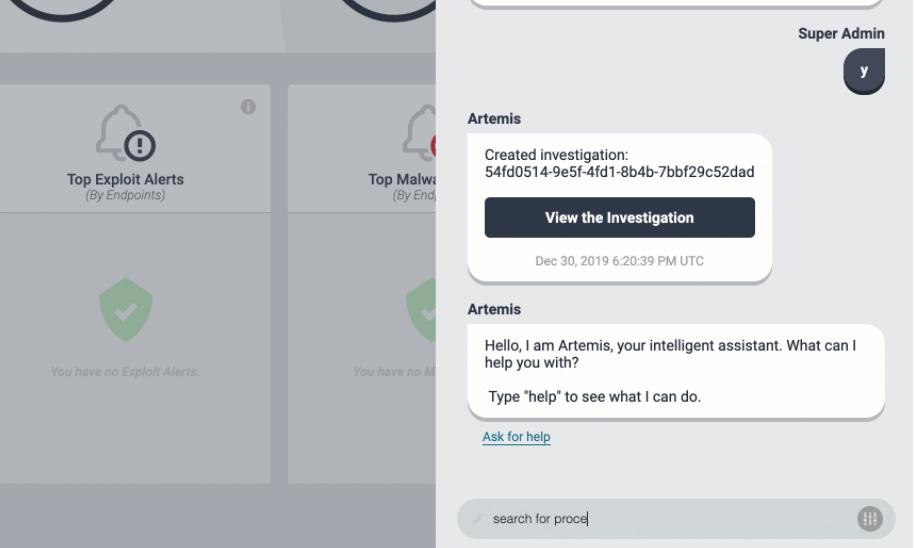 Super Admin
y
Artemis
Created investigation:
54fd0514-9e5f-4fd1-8b4b-7bbf29c52dad
View the Investigation
Dec 30, 2019 6:20:39 PM UTC
Artemis
Hello, I am Artemis, your intelligent assistant. What can I
help you with?
Type "help" to see what I can do.
Ask for help
search for proce
Top Exploit Alerts
(By Endpoints)
You have no Exploit Alerts.
Top Malwa
(By End
You have no M